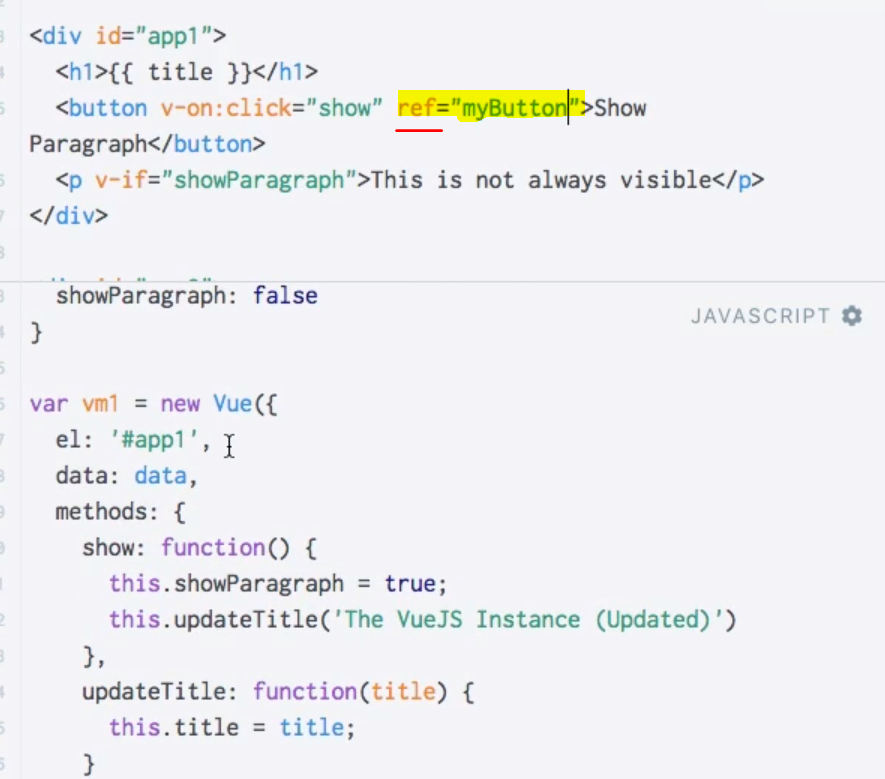 <div id="app1">
<h1>{{ title }}</h1>
<button v-on:click="show" ref="myButton">Show
Paragraph</button>
<p v-if="showParagraph">This is not always visible</p>
</div>
showParagraph: false
JAVASCRIPT
}
var vm1 = new Vue({
el: '#app1',
data: data,
methods: {
show: function() {
this.showParagraph = true;
this.updateTitle('The VueJS Instance (Updated)')
},
updateTitle: function(title) {
this.title = title;
}